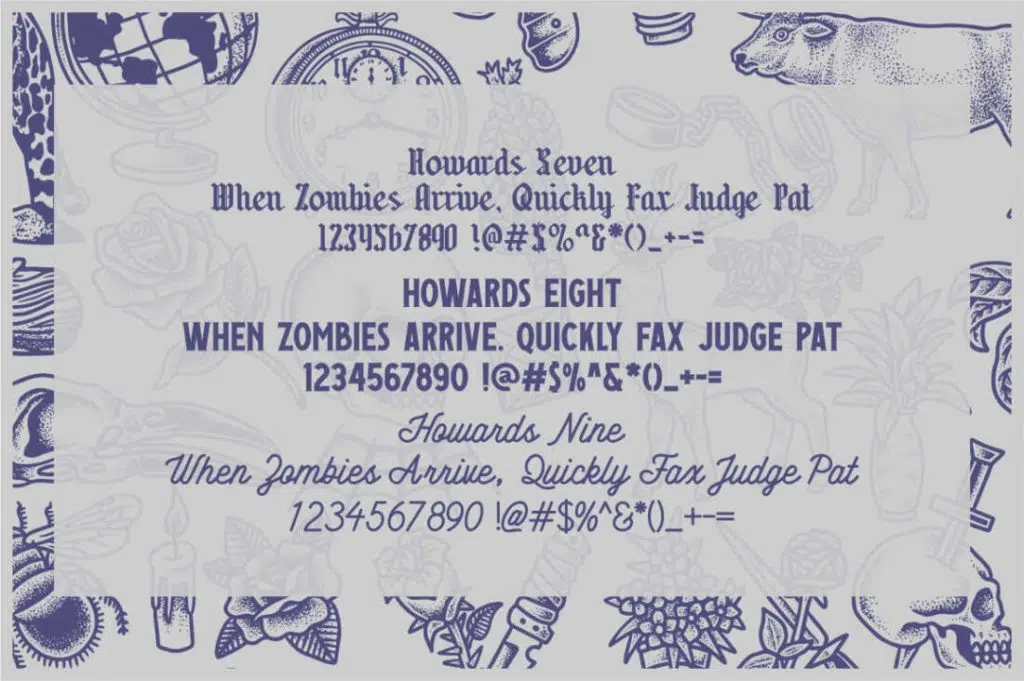 Howards Seven
When Zombies Arrive, Quickly Fax Judge Pat
1234567890 !@#$%^&*()_+-=
HOWARDS EIGHT
WHEN ZOMBIES ARRIVE. QUICKLY FAX JUDGE PAT
1234567890 !@#$%^&*()_+-=
Howards Nine
When Zombies Arrive, Quickly Fax Judge Pat
1234567890 !@#$%^&*()_+-=